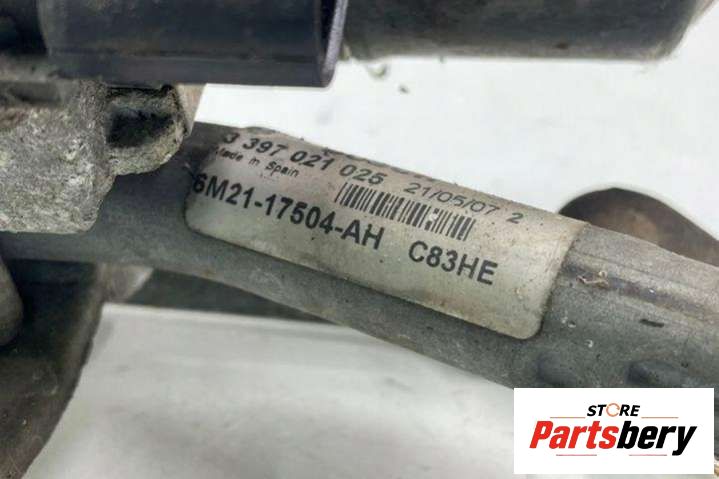 3 397 021 025 21/05/07 2
Made in Spain
6M21-17504-AH C83HE
STORE
Partsbery